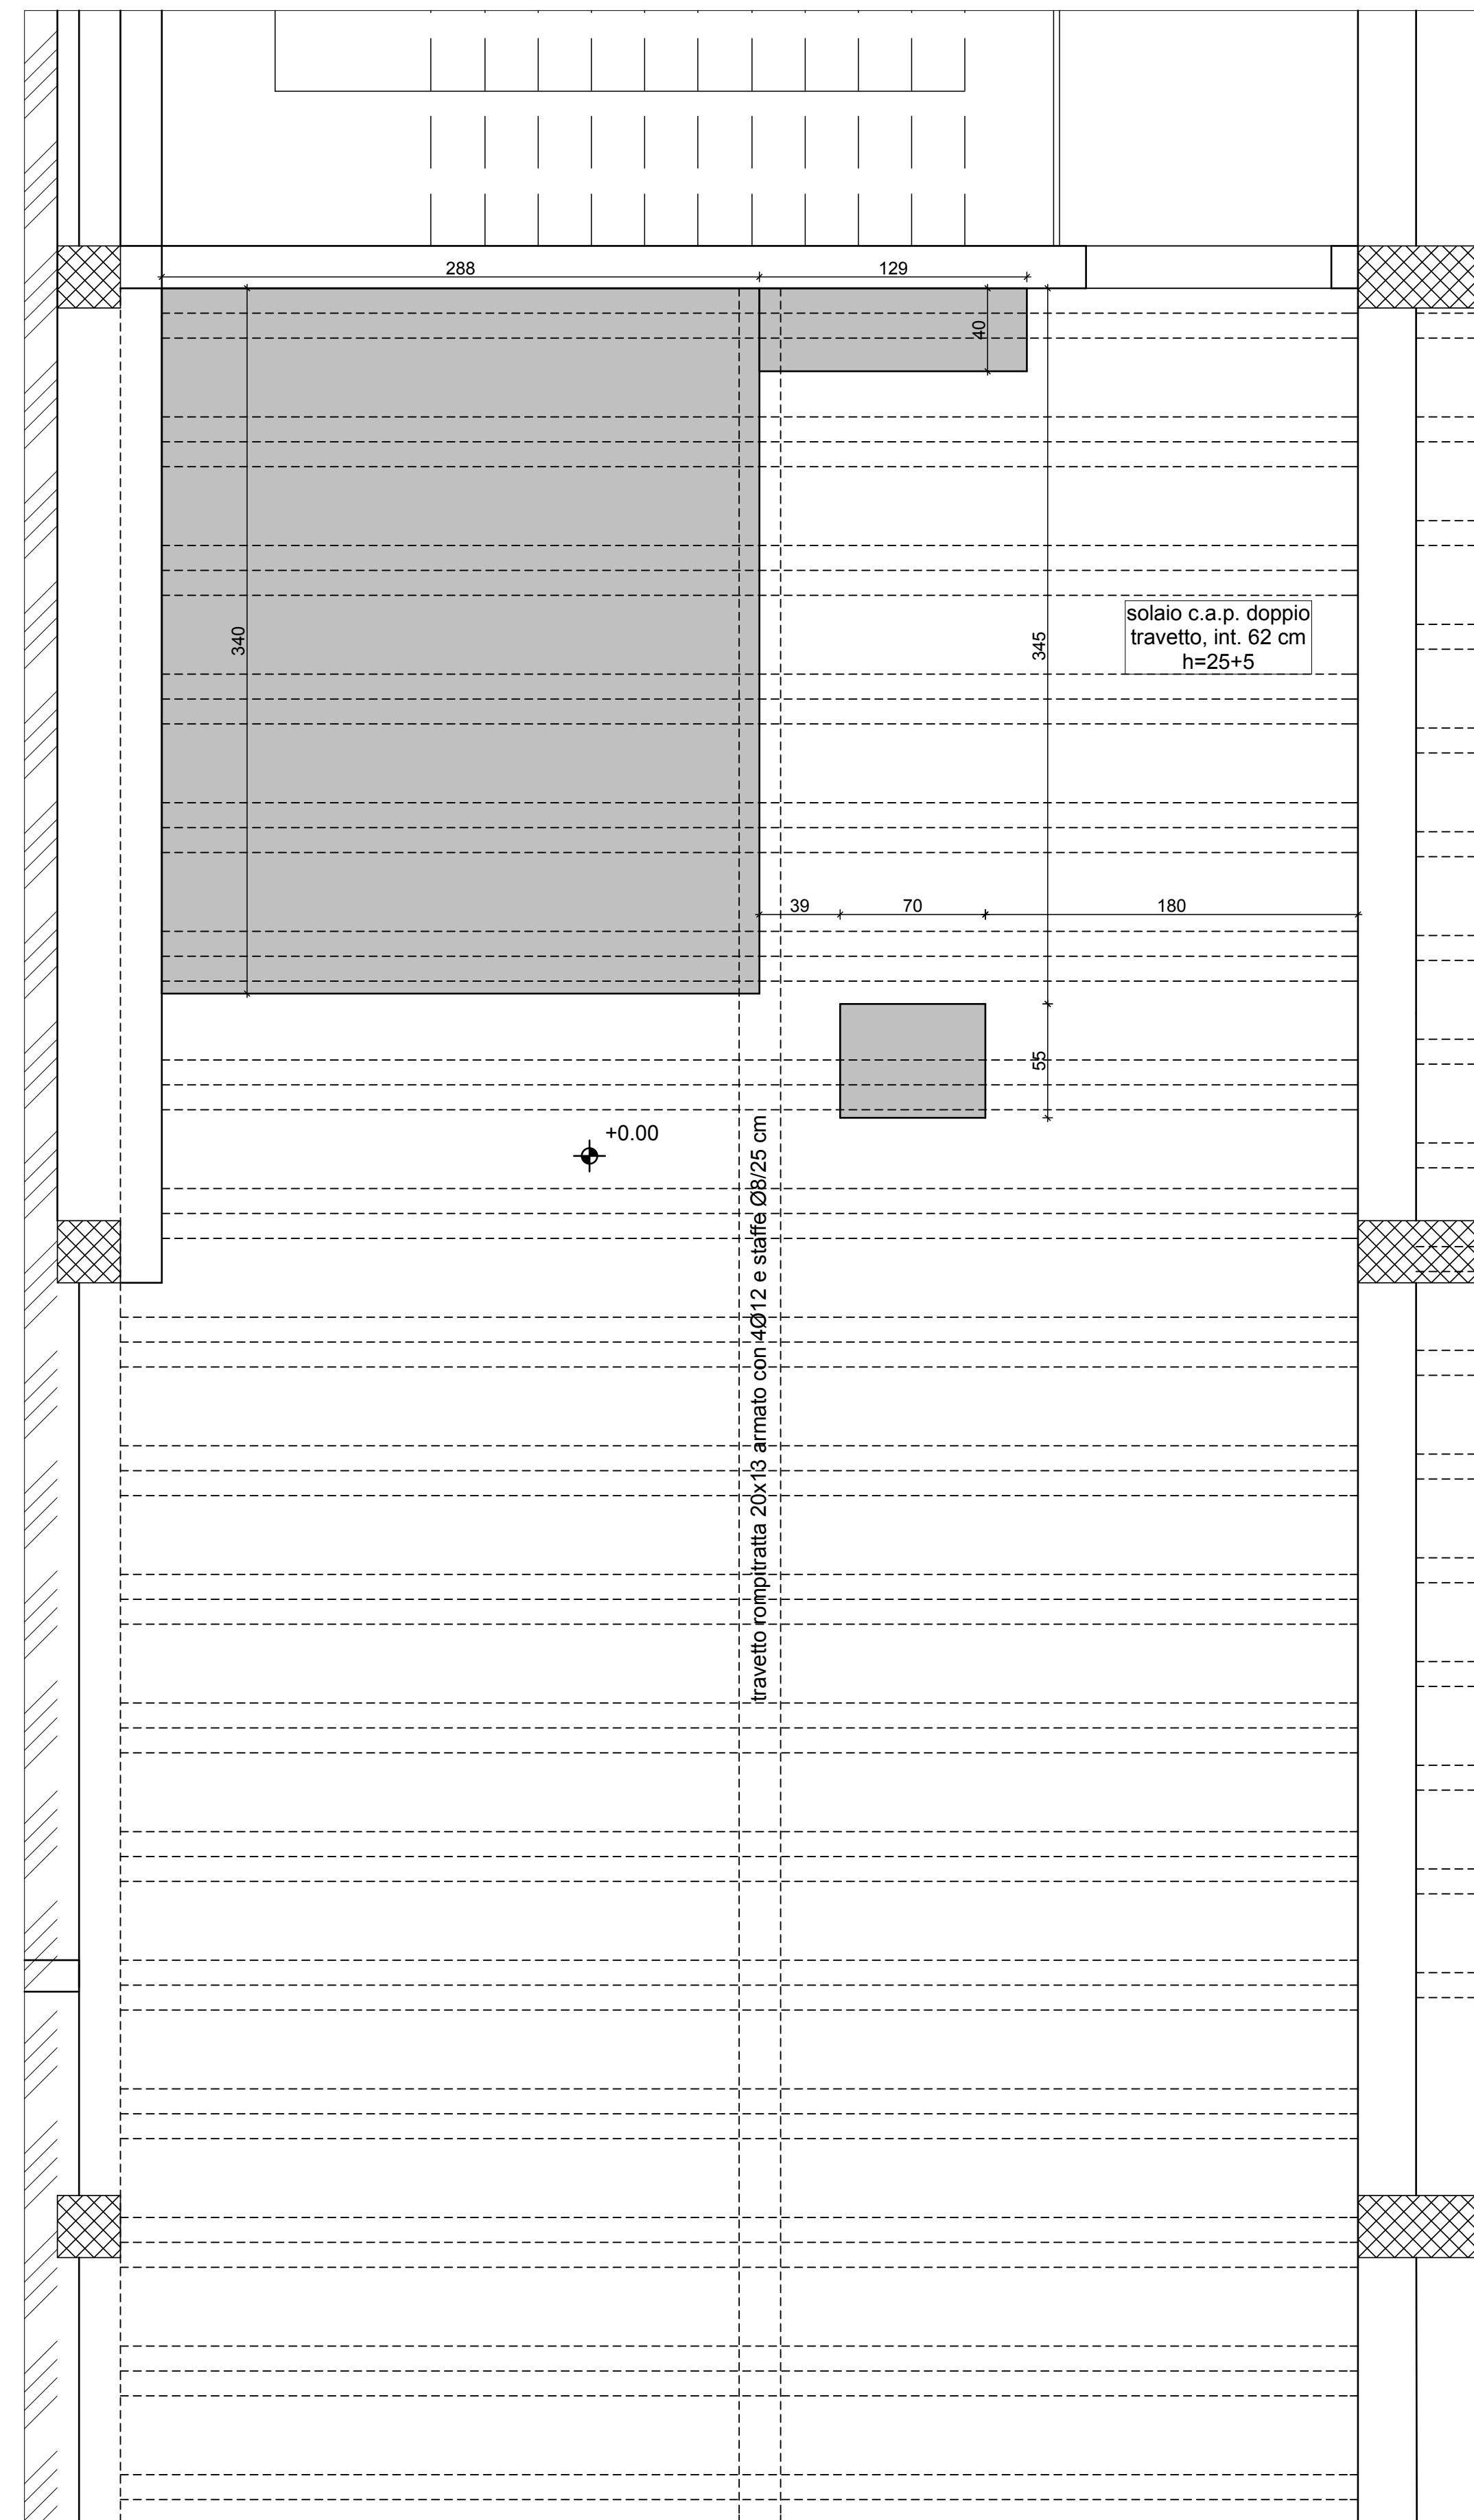 288
129
40
340
345
solaio c.a.p. doppio
travetto, int. 62 cm
h=25+5
39
70
180
55
+0.00
travetto rompitratta 20x13 armato con 4Ø12 e staffe Ø8/25 cm